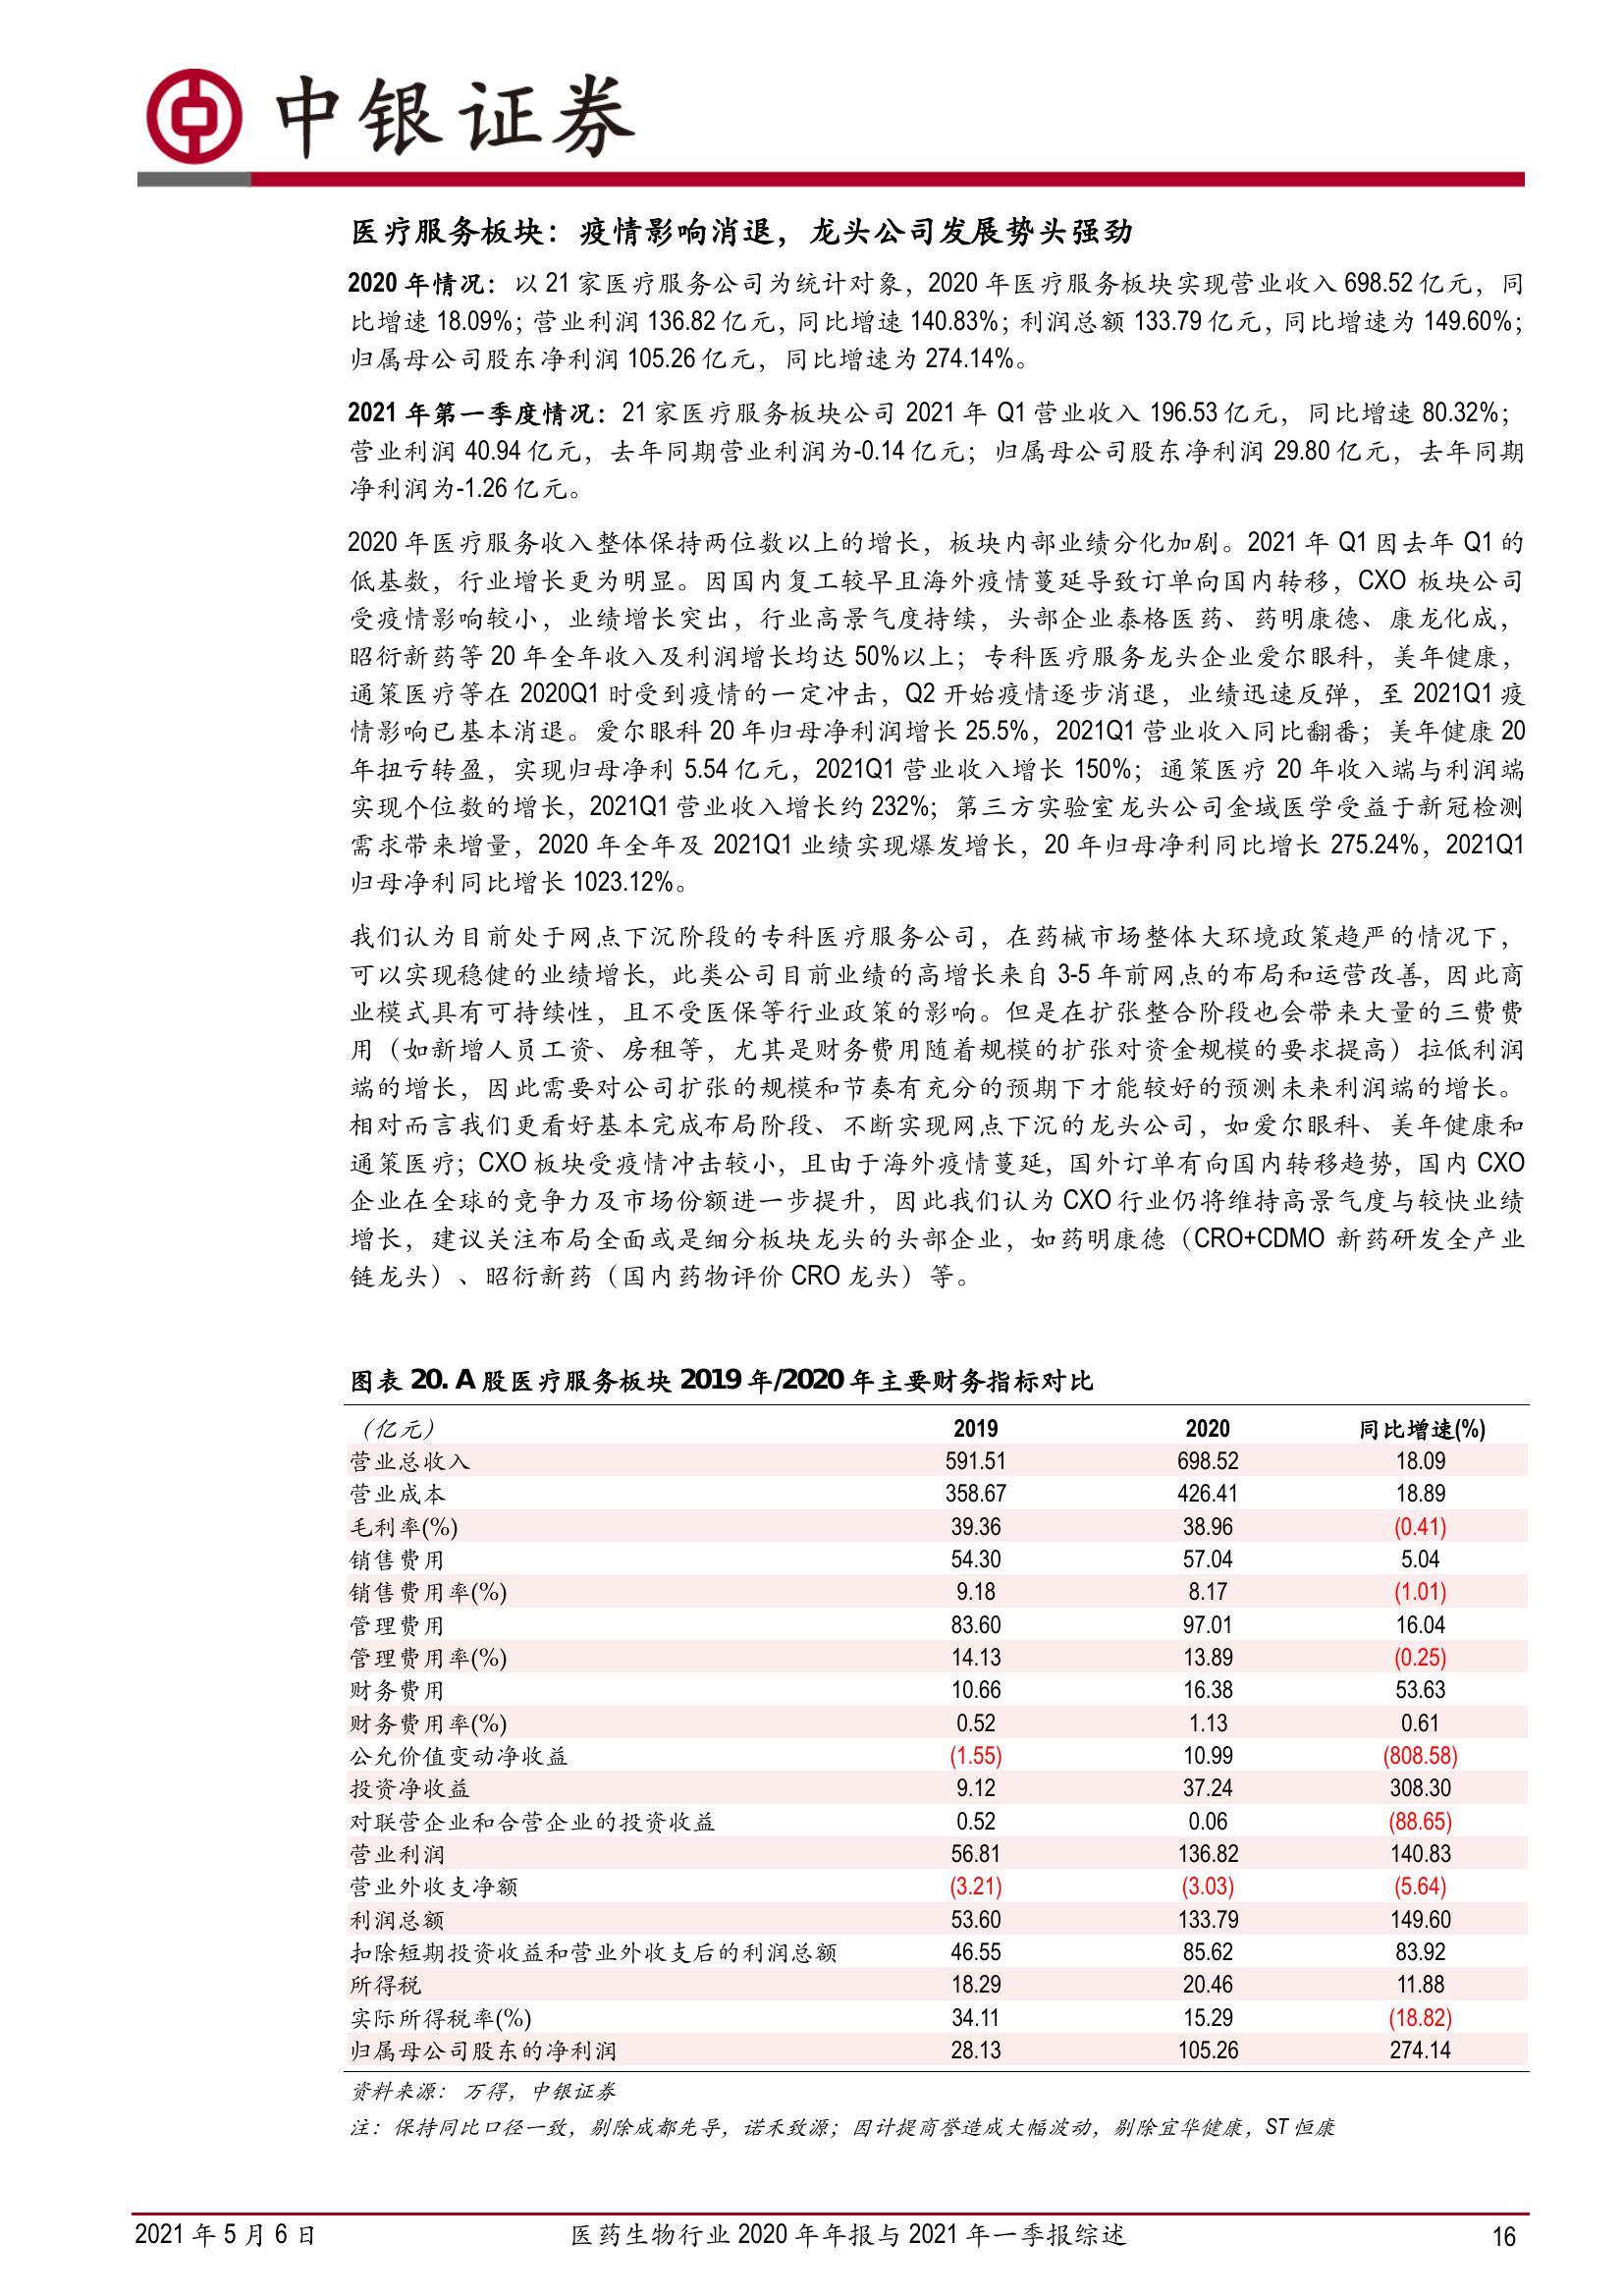 中银证券
医疗服务板块：疫情影响消退，龙头公司发展势头强劲
2020 年情况：以 21 家医疗服务公司为统计对象，2020 年医疗服务板块实现营业收入 698.52 亿元，同
比增速 18.09%；营业利润 136.82 亿元，同比增速 140.83%；利润总额 133.79 亿元，同比增速为 149.60%；
归属母公司股东净利润 105.26 亿元，同比增速为 274.14%。
2021 年第一季度情况：21 家医疗服务板块公司 2021 年 Q1 营业收入 196.53 亿元，同比增速 80.32%；
营业利润 40.94 亿元，去年同期营业利润为-0.14 亿元；归属母公司股东净利润 29.80 亿元，去年同期
净利润为-1.26 亿元。
2020 年医疗服务收入整体保持两位数以上的增长，板块内部业绩分化加剧。2021 年 Q1 因去年 Q1 的
低基数，行业增长更为明显。因国内复工较早且海外疫情蔓延导致订单向国内转移，CXO 板块公司
受疫情影响较小，业绩增长突出，行业高景气度持续，头部企业泰格医药、药明康德、康龙化成，
昭衍新药等 20 年全年收入及利润增长均达 50%以上；专科医疗服务龙头企业爱尔眼科，美年健康，
通策医疗等在 2020Q1 时受到疫情的一定冲击，Q2 开始疫情逐步消退，业绩迅速反弹，至 2021Q1 疫
情影响已基本消退。爱尔眼科 20 年归母净利润增长 25.5%，2021Q1 营业收入同比翻番；美年健康 20
年扭亏转盈，实现归母净利 5.54 亿元，2021Q1 营业收入增长 150%；通策医疗 20 年收入端与利润端
实现个位数的增长，2021Q1 营业收入增长约 232%；第三方实验室龙头公司金域医学受益于新冠检测
需求带来增量，2020 年全年及 2021Q1 业绩实现爆发增长，20 年归母净利同比增长 275.24%，2021Q1
归母净利同比增长 1023.12%。
我们认为目前处于网点下沉阶段的专科医疗服务公司，在药械市场整体大环境政策趋严的情况下，
可以实现稳健的业绩增长，此类公司目前业绩的高增长来自 3-5 年前网点的布局和运营改善，因此商
业模式具有可持续性，且不受医保等行业政策的影响。但是在扩张整合阶段也会带来大量的三费费
用（如新增人员工资、房租等，尤其是财务费用随着规模的扩张对资金规模的要求提高）拉低利润
端的增长，因此需要对公司扩张的规模和节奏有充分的预期下才能较好的预测未来利润端的增长。
相对而言我们更看好基本完成布局阶段、不断实现网点下沉的龙头公司，如爱尔眼科、美年健康和
通策医疗；CXO 板块受疫情冲击较小，且由于海外疫情蔓延，国外订单有向国内转移趋势，国内 CXO
企业在全球的竞争力及市场份额进一步提升，因此我们认为 CXO 行业仍将维持高景气度与较快业绩
增长，建议关注布局全面或是细分板块龙头的头部企业，如药明康德（CRO+CDMO 新药研发全产业
链龙头）、昭衍新药（国内药物评价 CRO 龙头）等。
图表 20. A 股医疗服务板块 2019 年/2020 年主要财务指标对比
（亿元） 2019 2020 同比增速(%)
营业总收入 591.51 698.52 18.09
营业成本 358.67 426.41 18.89
毛利率(%) 39.36 38.96 (0.41)
销售费用 54.30 57.04 5.04
销售费用率(%) 9.18 8.17 (1.01)
管理费用 83.60 97.01 16.04
管理费用率(%) 14.13 13.89 (0.25)
财务费用 10.66 16.38 53.63
财务费用率(%) 0.52 1.13 0.61
公允价值变动净收益 (1.55) 10.99 (808.58)
投资净收益 9.12 37.24 308.30
对联营企业和合营企业的投资收益 0.52 0.06 (88.65)
营业利润 56.81 136.82 140.83
营业外收支净额 (3.21) (3.03) (5.64)
利润总额 53.60 133.79 149.60
扣除短期投资收益和营业外收支后的利润总额 46.55 85.62 83.92
所得税 18.29 20.46 11.88
实际所得税率(%) 34.11 15.29 (18.82)
归属母公司股东的净利润 28.13 105.26 274.14
资料来源：万得，中银证券
注：保持同比口径一致，剔除成都先导，诺禾致源；因计提商誉造成大幅波动，剔除宜华健康，ST 恒康
2021 年 5 月 6 日 医药生物行业 2020 年年报与 2021 年一季报综述 16